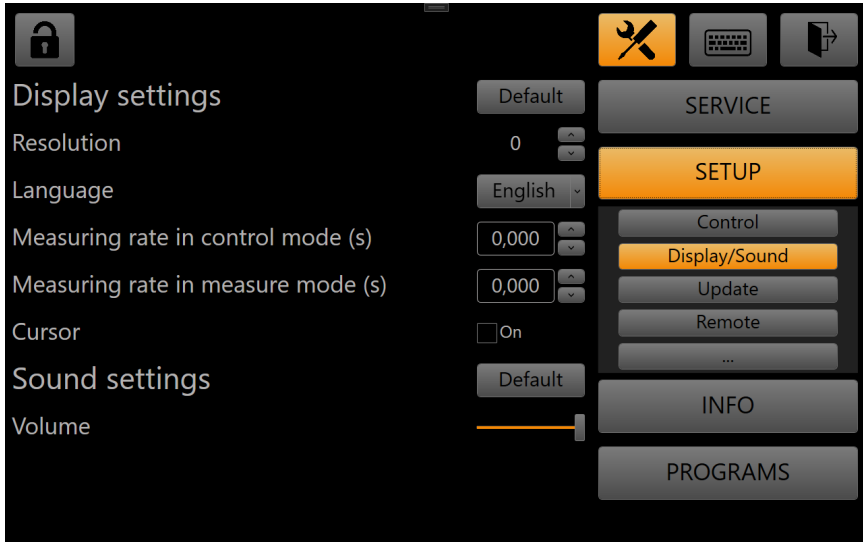 Display settings
Default
Resolution
0
Language
English
Measuring rate in control mode (s)
0,000
Measuring rate in measure mode (s)
0,000
Cursor
On
Sound settings
Default
Volume
SERVICE
SETUP
Control
Display/Sound
Update
Remote
...
INFO
PROGRAMS